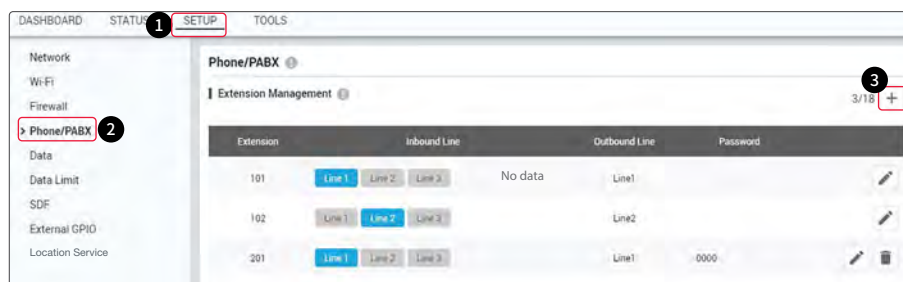 DASHBOARD STATUS 1 SETUP TOOLS
Network
Wi-Fi
Firewall
> Phone/PABX 2
Data
Data Limit
SDF
External GPIO
Location Service
Phone/PABX
Extension Management
3
3/18 +
Extension Inbound Line Outbound Line Password
101 Line 1 Line 2 Line 3 No data Line1
102 Line 1 Line 2 Line 3 Line2
201 Line 1 Line 2 Line 3 Line1 0000